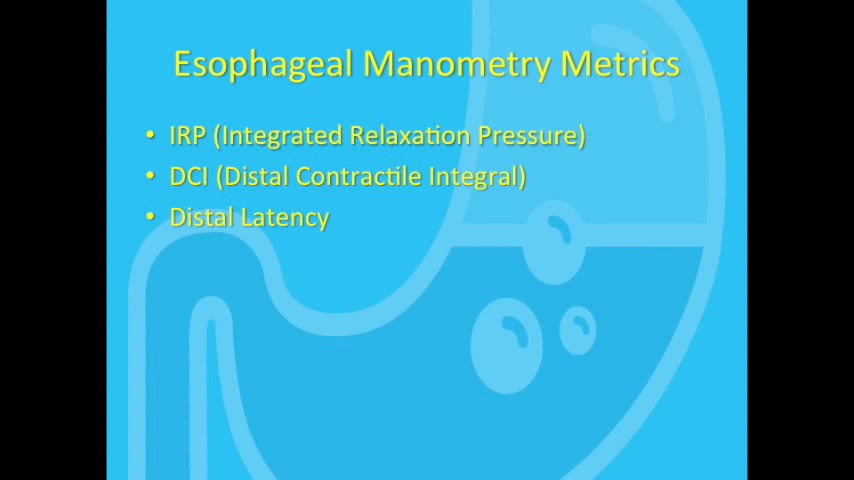 Esophageal Manometry Metrics
• IRP (Integrated Relaxation Pressure)
• DCI (Distal Contractile Integral)
• Distal Latency